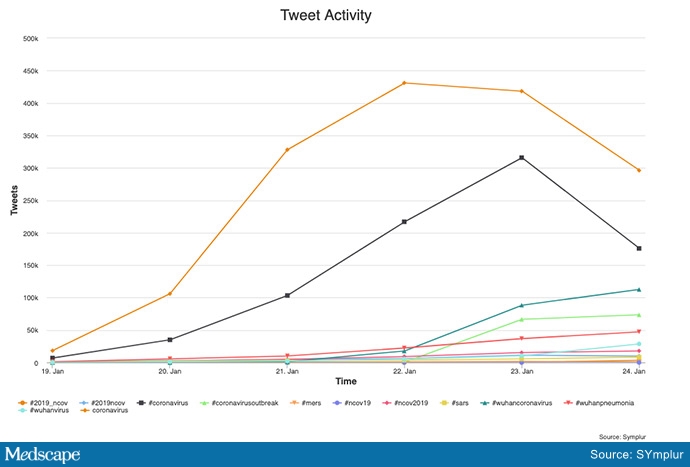 Tweet Activity
500k
450k
400k
350k
300k
250k
200k
150k
100k
50k
0
Tweets
19. Jan 20. Jan 21. Jan 22. Jan 23. Jan 24. Jan
Time
#2019_ncov #2019ncov #coronavirus #coronavirusoutbreak #mers #ncov19 #ncov2019 #sars #wuhancoronavirus #wuhanpneumonia
#wuhanvirus coronavirus
Source: Symplur
Medscape Source: SYmplur